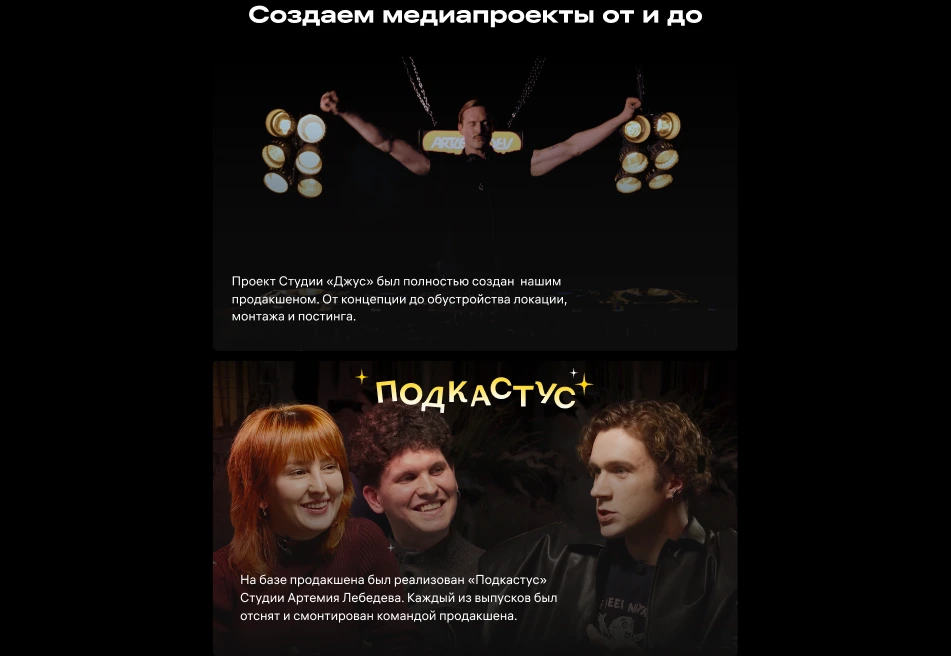 Создаем медиапроекты от и до
Проект Студии «Джус» был полностью создан нашим
продакшеном. От концепции до обустройства локации,
монтажа и постинга.
ПОДКАСТУС
На базе продакшена был реализован «Подкастус»
Студии Артемия Лебедева. Каждый из выпусков был
отснят и смонтирован командой продакшена.